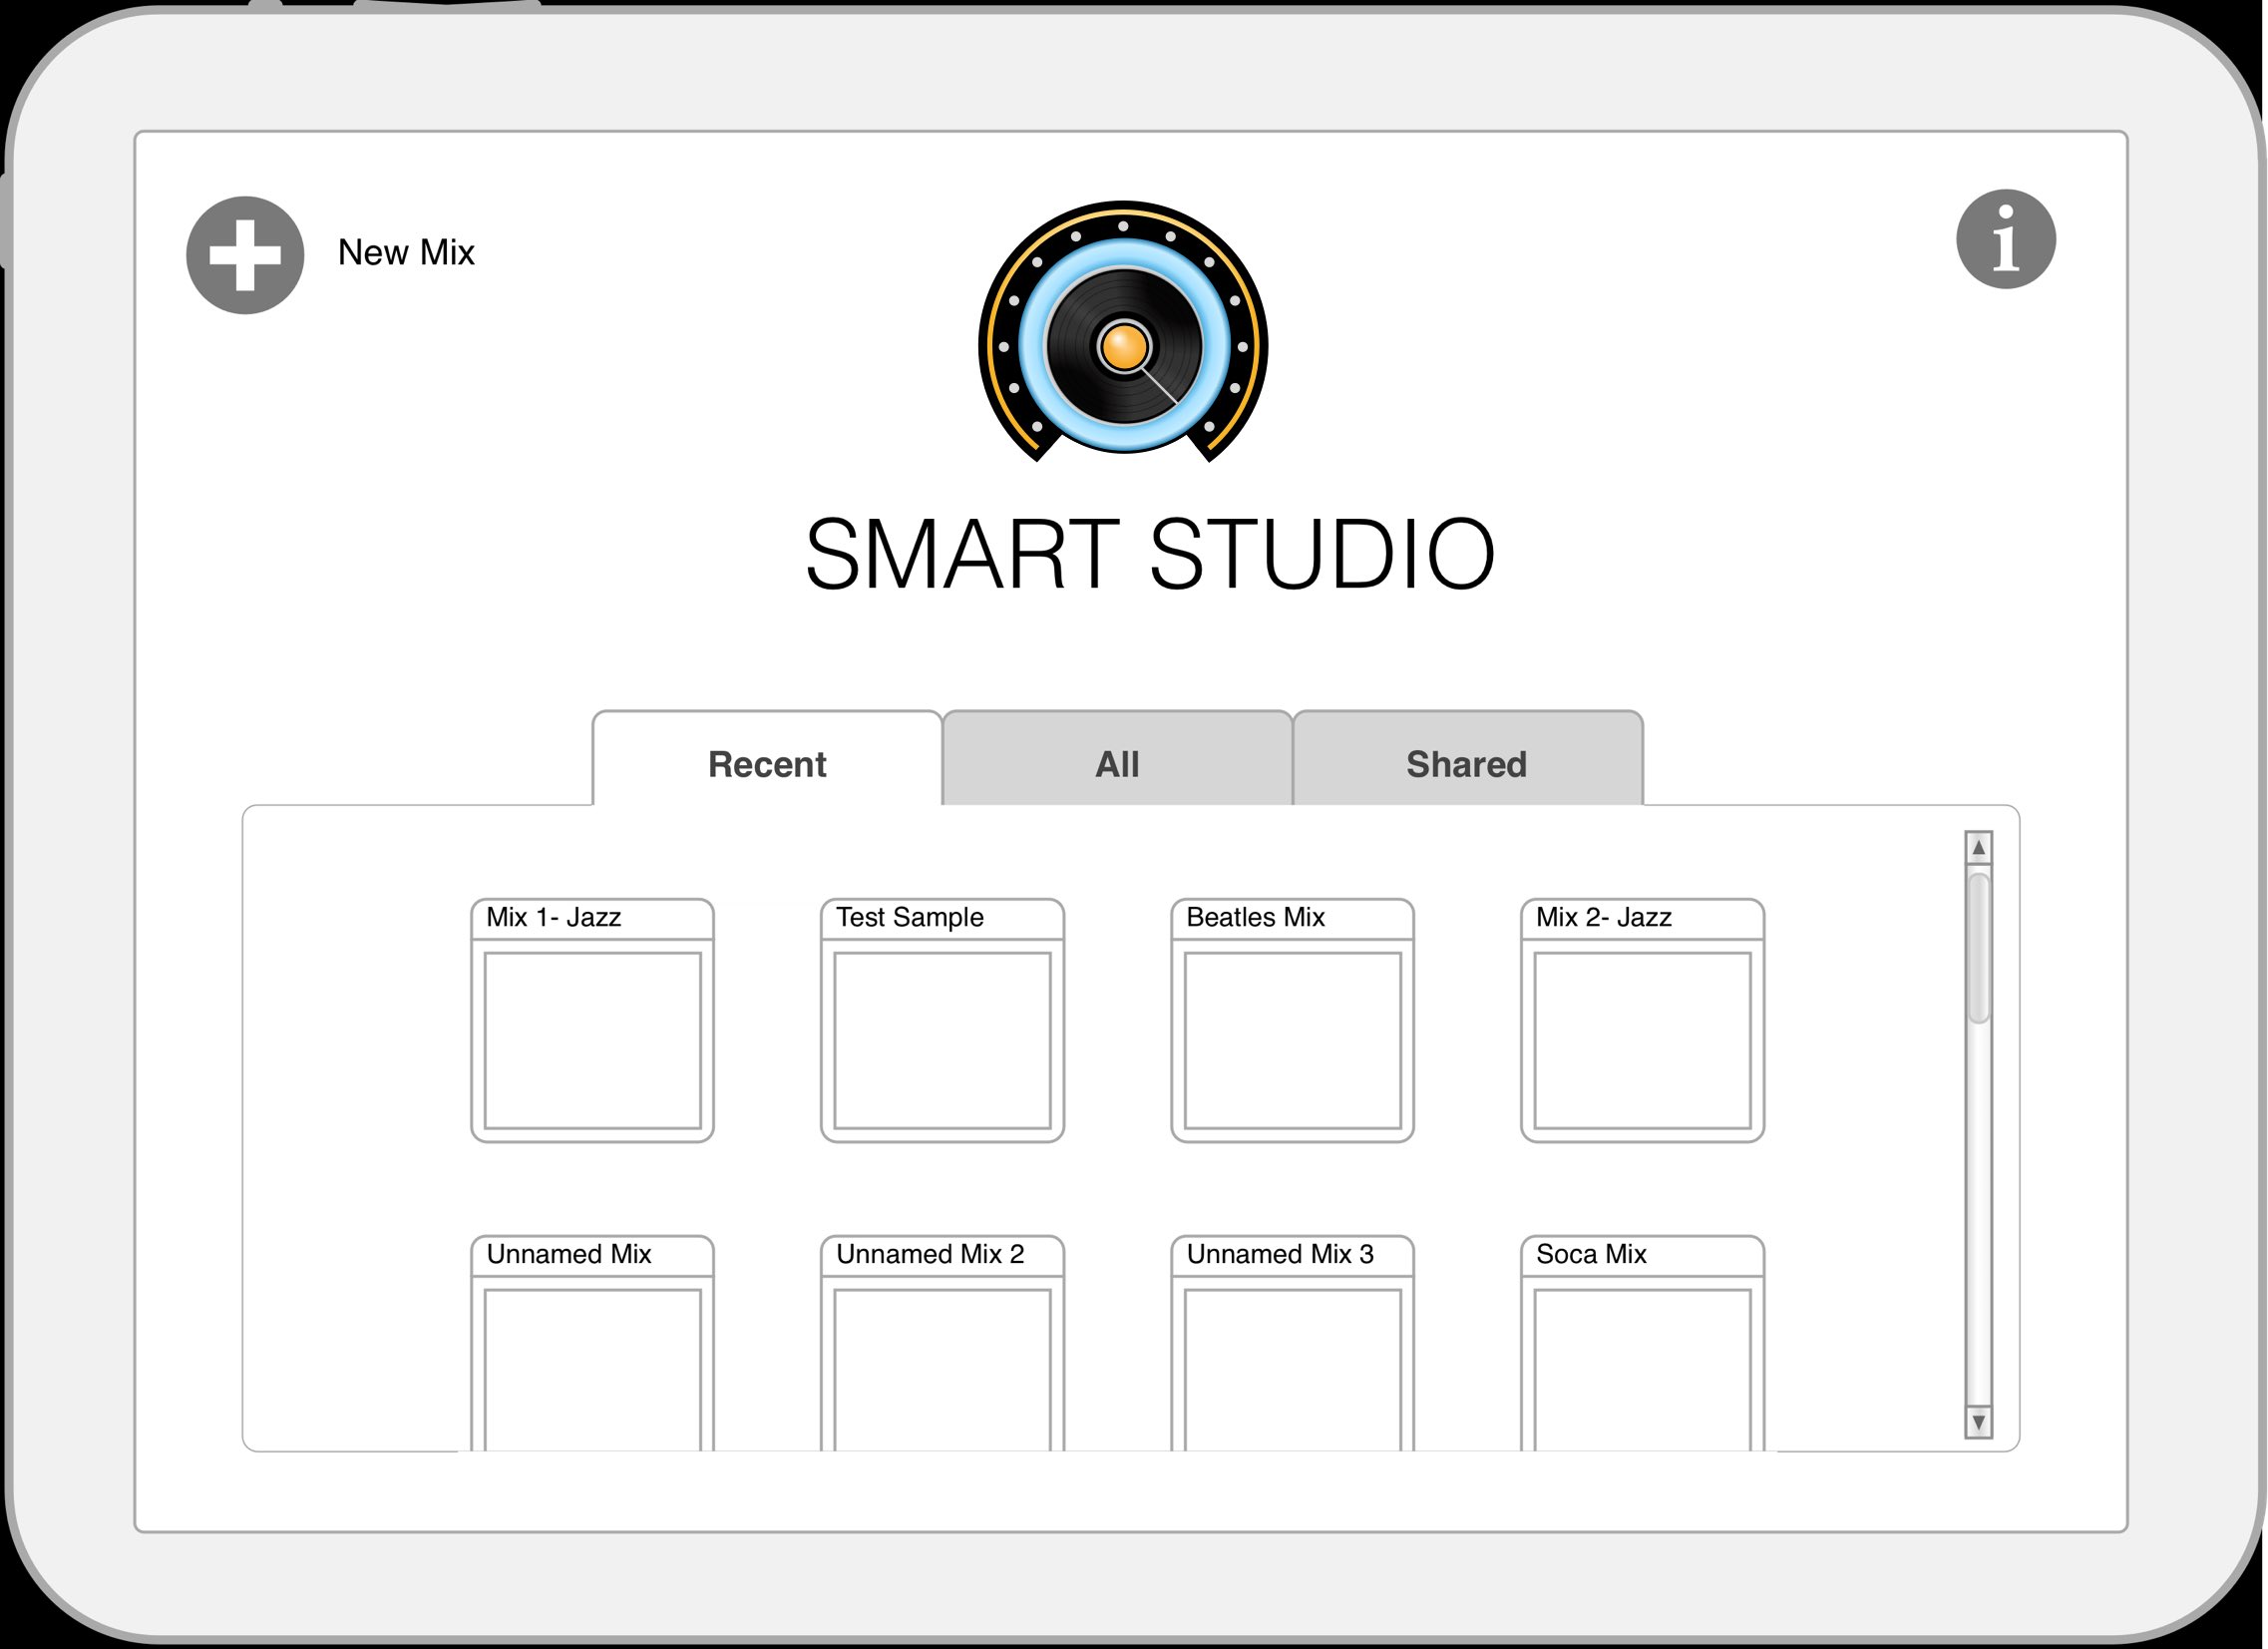 New Mix
i
SMART STUDIO
Recent
All
Shared
Mix 1- Jazz
Test Sample
Beatles Mix
Mix 2- Jazz
Unnamed Mix
Unnamed Mix 2
Unnamed Mix 3
Soca Mix